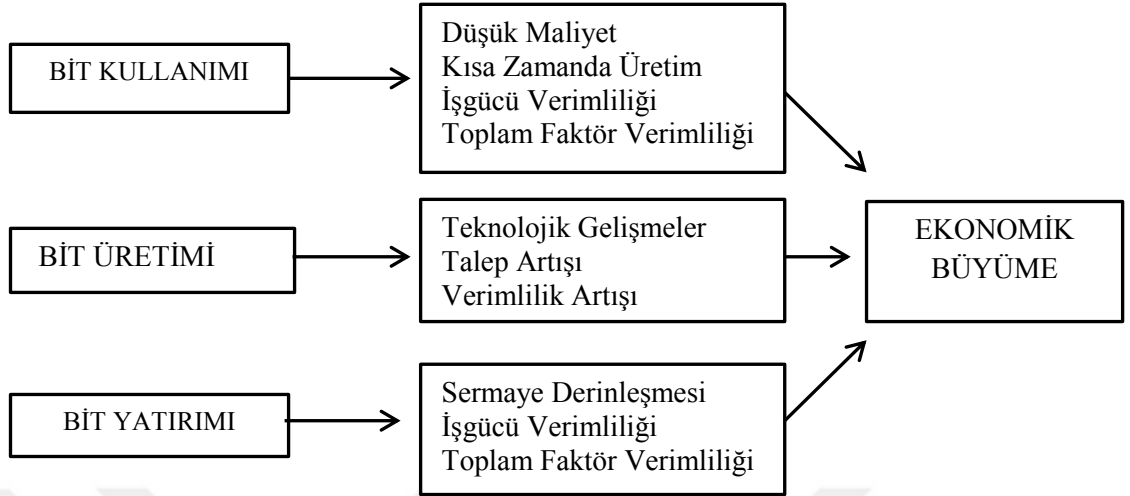 BİT KULLANIMI
Düşük Maliyet
Kısa Zamanda Üretim
İşgücü Verimliliği
Toplam Faktör Verimliliği
BİT ÜRETİMİ
Teknolojik Gelişmeler
Talep Artışı
Verimlilik Artışı
BİT YATIRIMI
Sermaye Derinleşmesi
İşgücü Verimliliği
Toplam Faktör Verimliliği
EKONOMİK
BÜYÜME